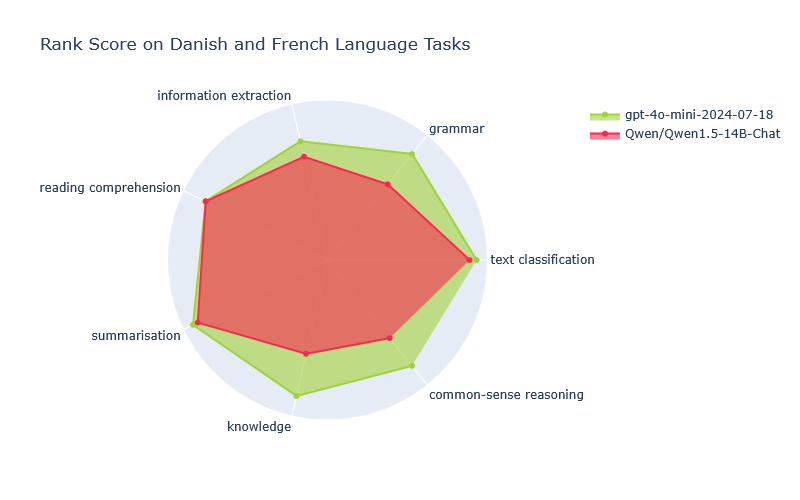 Rank Score on Danish and French Language Tasks
information extraction
grammar
gpt-4o-mini-2024-07-18
Qwen/Qwen1.5-14B-Chat
reading comprehension
text classification
summarisation
common-sense reasoning
knowledge